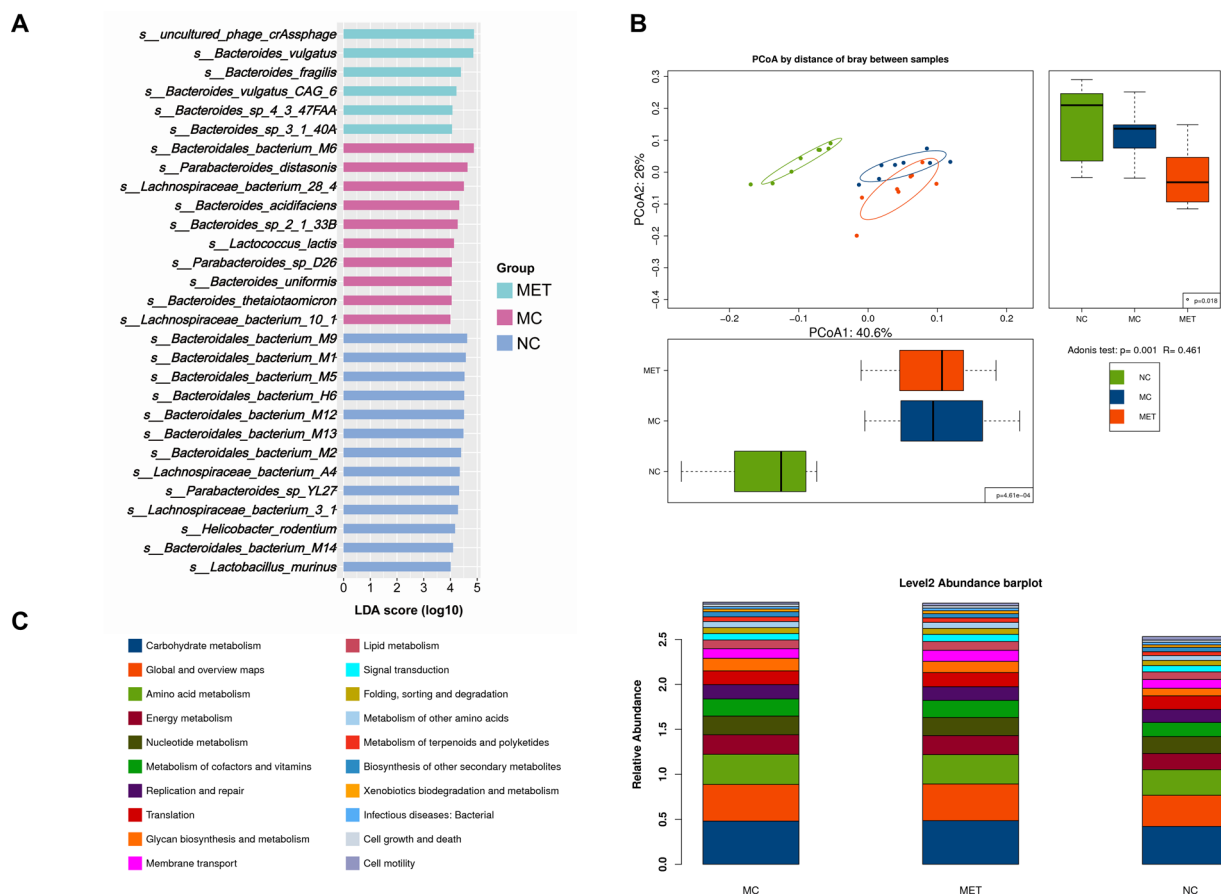 A
s__uncultured_phage_crAssphage
s__Bacteroides_vulgatus
s__Bacteroides_fragilis
s__Bacteroides_vulgatus_CAG_6
s__Bacteroides_sp_4_3_47FAA
s__Bacteroides_sp_3_1_40A
s__Bacteroidales_bacterium_M6
s__Parabacteroides_distasonis
s__Lachnospiraceae_bacterium_28_4
s__Bacteroides_acidifaciens
s__Bacteroides_sp_2_1_33B
s__Lactococcus_lactis
s__Parabacteroides_sp_D26
s__Bacteroides_uniformis
s__Bacteroides_thetaiotaomicron
s__Lachnospiraceae_bacterium_10_1
s__Bacteroidales_bacterium_M9
s__Bacteroidales_bacterium_M1
s__Bacteroidales_bacterium_M5
s__Bacteroidales_bacterium_H6
s__Bacteroidales_bacterium_M12
s__Bacteroidales_bacterium_M13
s__Bacteroidales_bacterium_M2
s__Lachnospiraceae_bacterium_A4
s__Parabacteroides_sp_YL27
s__Lachnospiraceae_bacterium_3_1
s__Helicobacter_rodentium
s__Bacteroidales_bacterium_M14
s__Lactobacillus_murinus
0 1 2 3 4 5
LDA score (log10)
Group
MET
MC
NC
B
PCoA by distance of bray between samples
0.3
0.2
0.1
0.0
−0.1
−0.2
−0.3
−0.4
PCoA2: 26%
−0.2 −0.1 0.0 0.1 0.2
PCoA1: 40.6%
NC MC MET
p=0.018
MET
MC
NC
p=4.61e−04
Adonis test: p= 0.001 R= 0.461
NC
MC
MET
C
Carbohydrate metabolism
Global and overview maps
Amino acid metabolism
Energy metabolism
Nucleotide metabolism
Metabolism of cofactors and vitamins
Replication and repair
Translation
Glycan biosynthesis and metabolism
Membrane transport
Lipid metabolism
Signal transduction
Folding, sorting and degradation
Metabolism of other amino acids
Metabolism of terpenoids and polyketides
Biosynthesis of other secondary metabolites
Xenobiotics biodegradation and metabolism
Infectious diseases: Bacterial
Cell growth and death
Cell motility
Level2 Abundance barplot
Relative Abundance
2.5
2.0
1.5
1.0
0.5
0.0
MC MET NC